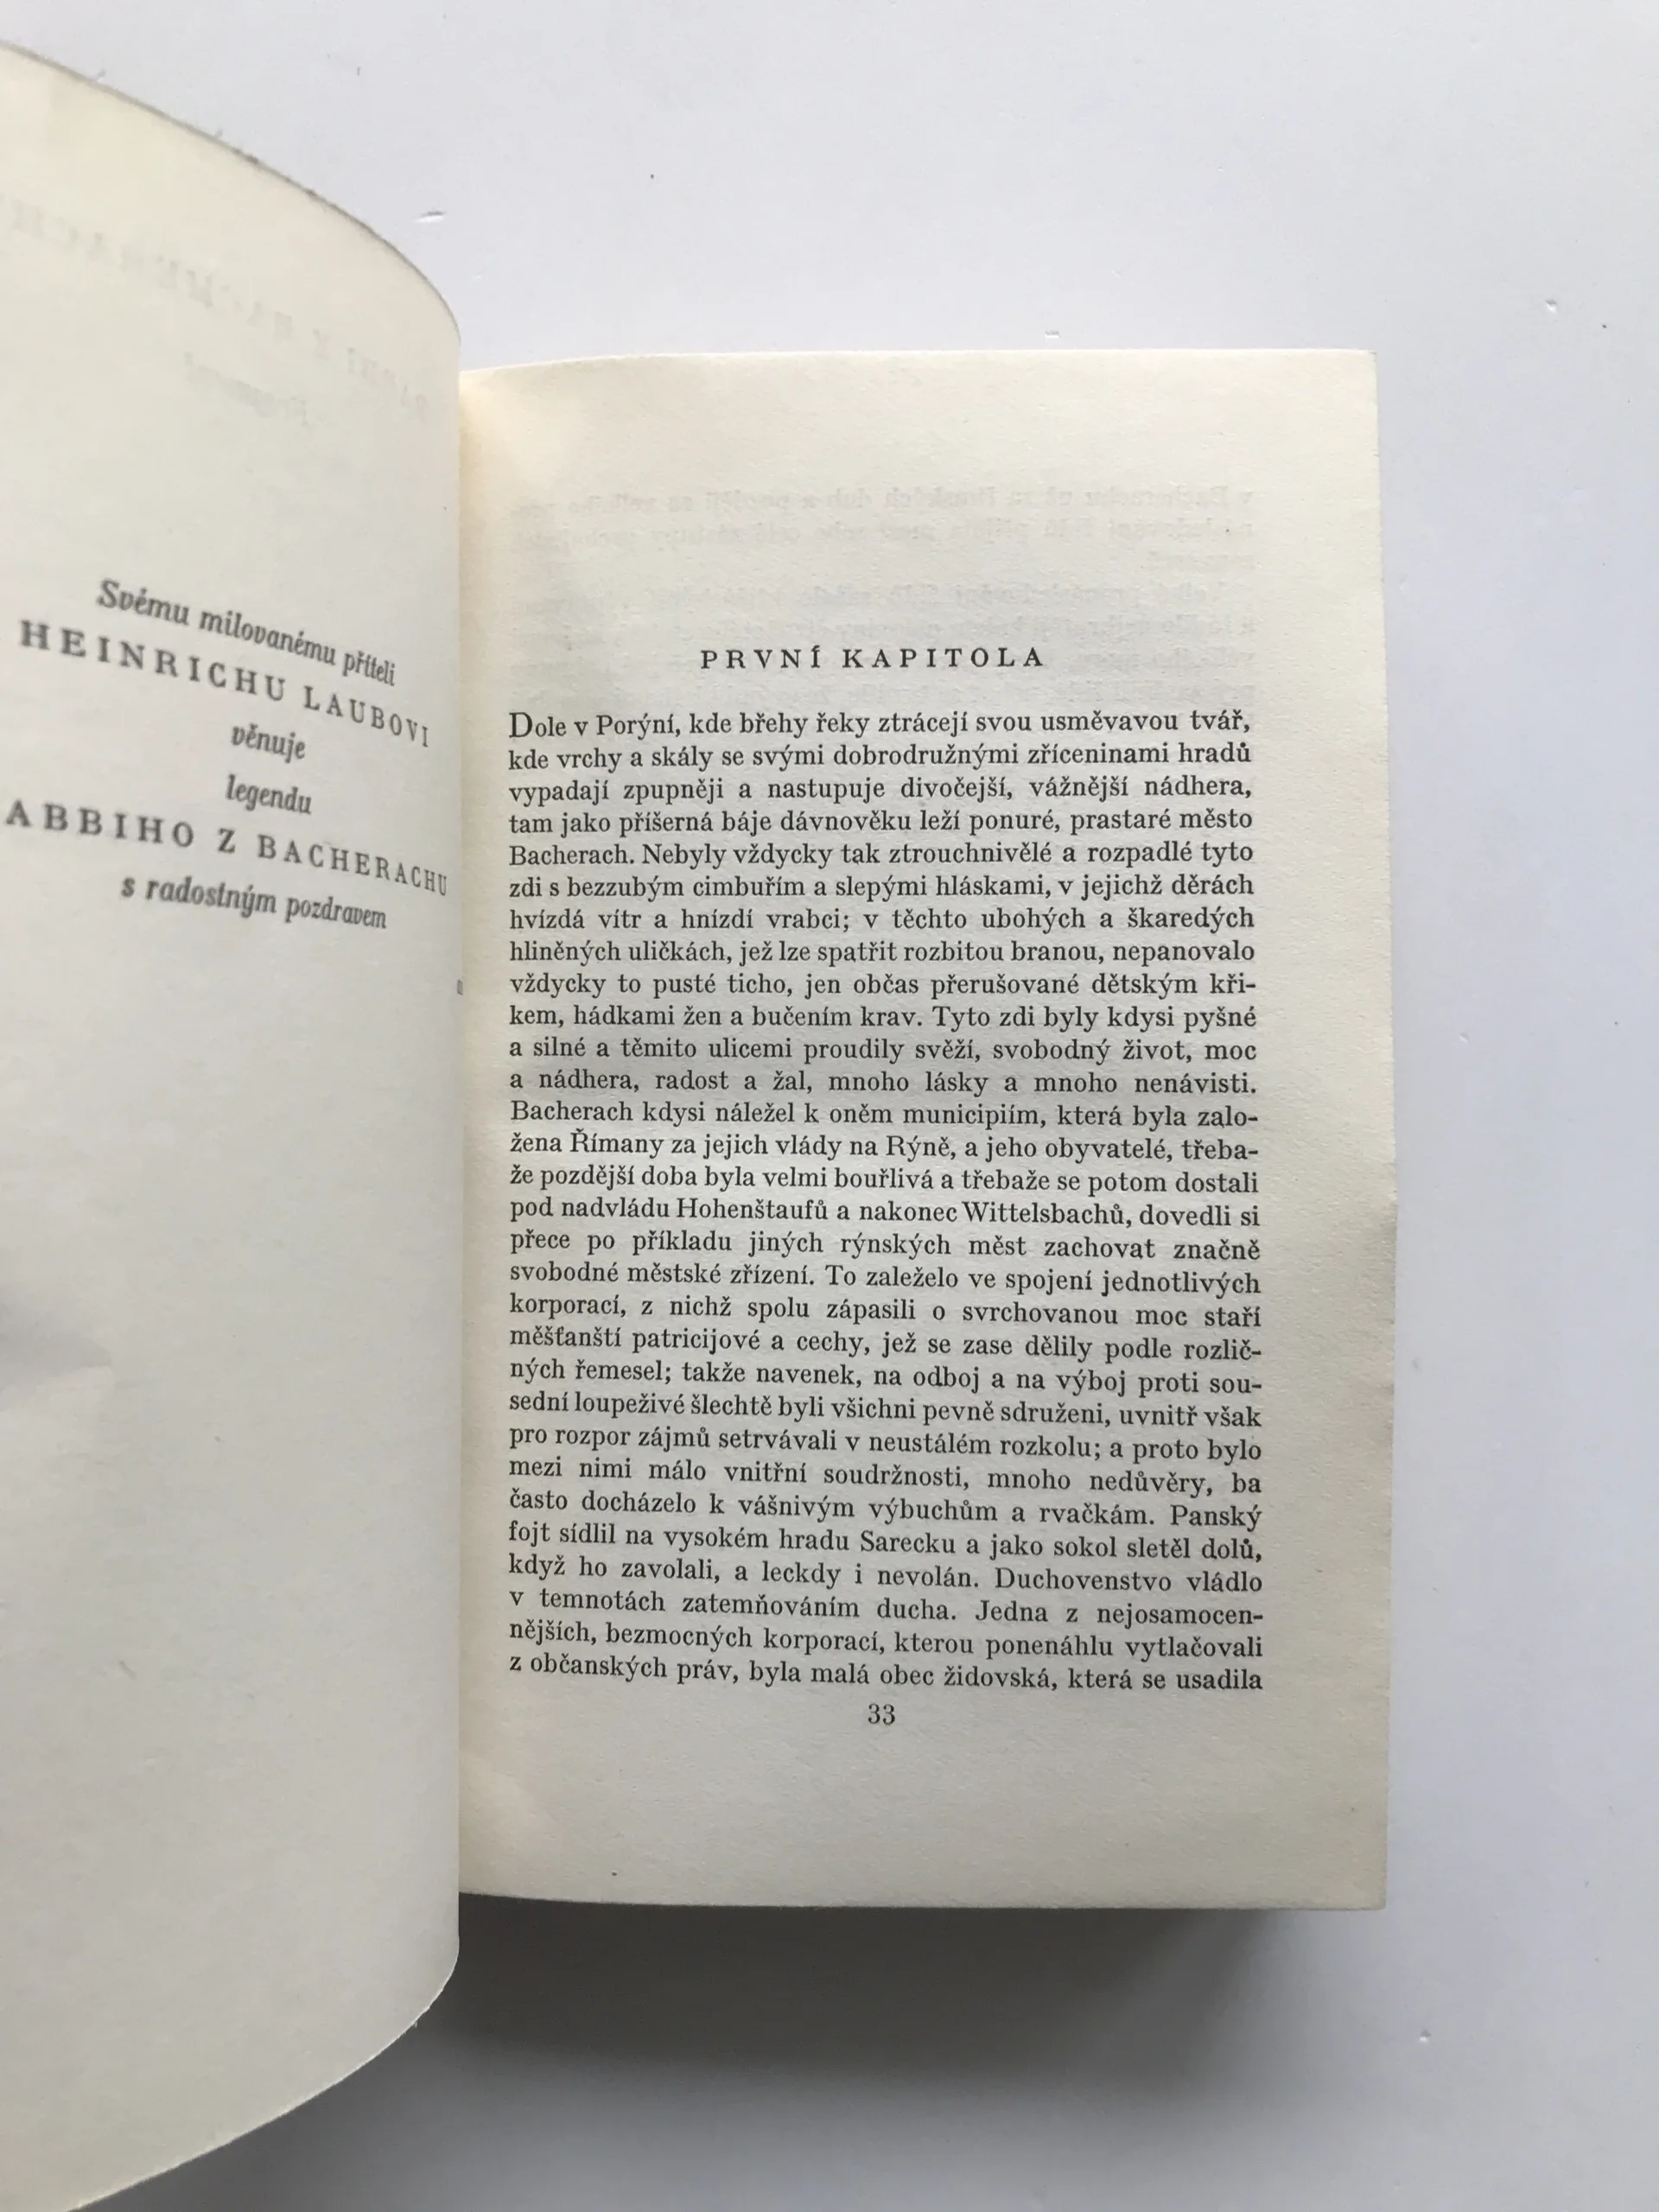 Svému milovanému příteli
HEINRICHU LAUBOVI
věnuje
legendu
ABBIHO Z BACHERACHU
s radostným pozdravem
PRVNÍ KAPITOLA
Dole v Porýní, kde břehy řeky ztrácejí svou usměvavou tvář,
kde vrchy a skály se svými dobrodružnými zříceninami hradů
vypadají zpupněji a nastupuje divočejší, vážnější nádhera,
tam jako příšerná báje dávnověku leží ponuré, prastaré město
Bacherach. Nebyly vždycky tak ztrouchnivělé a rozpadlé tyto
zdi s bezzubým cimbuřím a slepými hláskami, v jejichž děrách
hvízdá vítr a hnízdí vrabci; v těchto ubohých a škaredých
hliněných uličkách, jež lze spatřit rozbitou branou, nepanovalo
vždycky to pusté ticho, jen občas přerušované dětským kři-
kem, hádkami žen a bučením krav. Tyto zdi byly kdysi pyšné
a silné a těmito ulicemi proudily svěží, svobodný život, moc
a nádhera, radost a žal, mnoho lásky a mnoho nenávisti.
Bacherach kdysi náležel k oněm municipiím, která byla zalo-
žena Římany za jejich vlády na Rýně, a jeho obyvatelé, třeba-
že pozdější doba byla velmi bouřlivá a třebaže se potom dostali
pod nadvládu Hohenštaufů a nakonec Wittelsbachů, dovedli si
přece po příkladu jiných rýnských měst zachovat značně
svobodné městské zřízení. To záleželo ve spojení jednotlivých
korporací, z nichž spolu zápasili o svrchovanou moc staří
měšťanští patricijové a cechy, jež se zase dělily podle rozlič-
ných řemesel; takže navenek, na odboj a na výboj proti sou-
sední loupeživé šlechtě byli všichni pevně sdruženi, uvnitř však
pro rozpor zájmů setrvávali v neustálém rozkolu; a proto bylo
mezi nimi málo vnitřní soudržnosti, mnoho nedůvěry, ba
často docházelo k vášnivým výbuchům a rvačkám. Panský
fojt sídlil na vysokém hradu Sarecku a jako sokol sletěl dolů,
když ho zavolali, a leckdy i nevolán. Duchovenstvo vládlo
v temnotách zatemňováním ducha. Jedna z nejosamocen-
nějších, bezmocných korporací, kterou ponenáhlu vytlačovali
z občanských práv, byla malá obec židovská, která se usadila
33